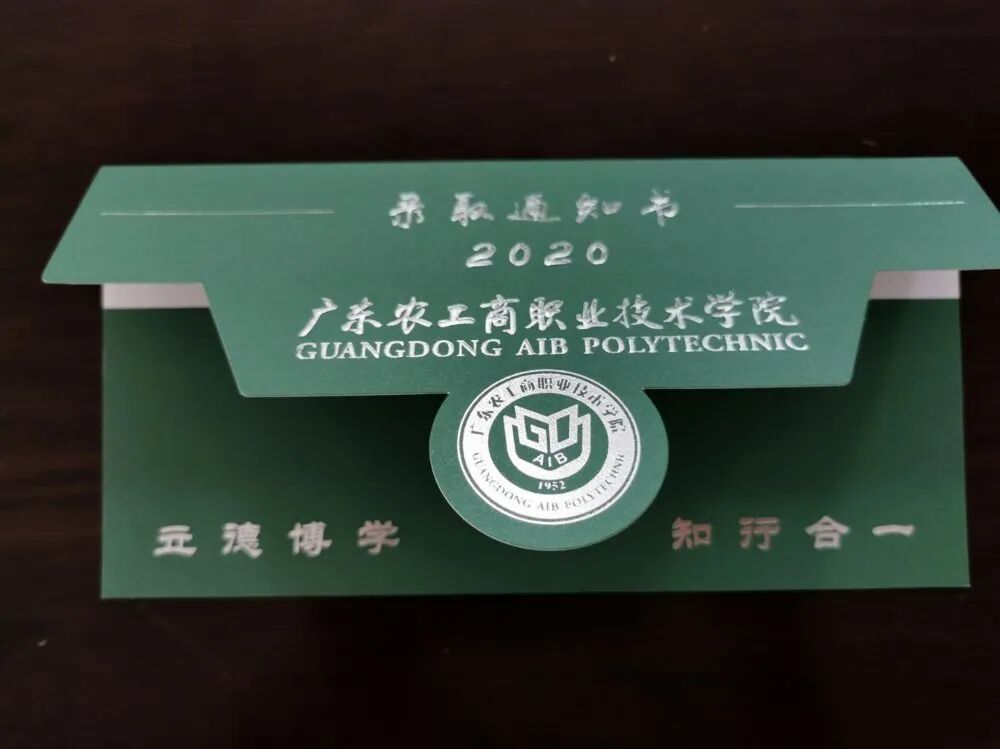 录取通知书
2020
广东农工商职业技术学院
GUANGDONG AIB POLYTECHNIC
广东农工商职业技术学院
GU
AIB
1952
GUANGDONG AIB POLYTECHNIC
立德博学 知行合一